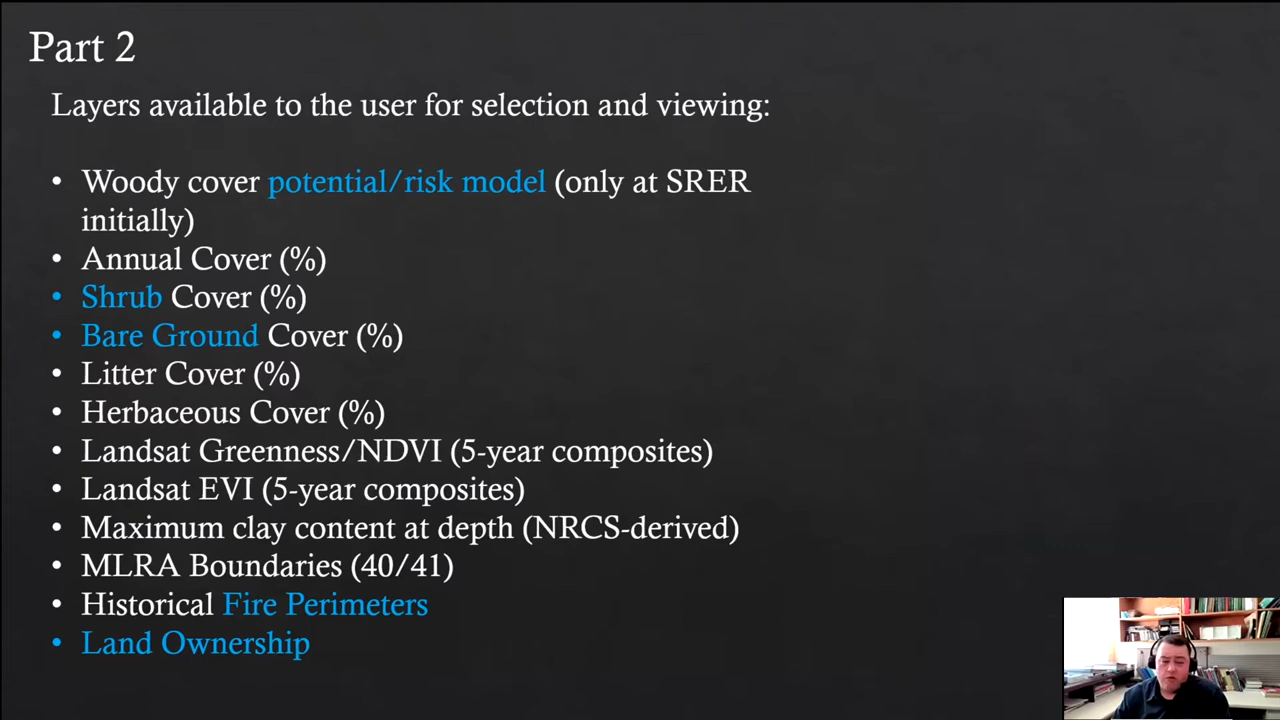 Part 2
Layers available to the user for selection and viewing:
• Woody cover potential/risk model (only at SRER
initially)
• Annual Cover (%)
• Shrub Cover (%)
• Bare Ground Cover (%)
• Litter Cover (%)
• Herbaceous Cover (%)
• Landsat Greenness/NDVI (5-year composites)
• Landsat EVI (5-year composites)
• Maximum clay content at depth (NRCS-derived)
• MLRA Boundaries (40/41)
• Historical Fire Perimeters
• Land Ownership